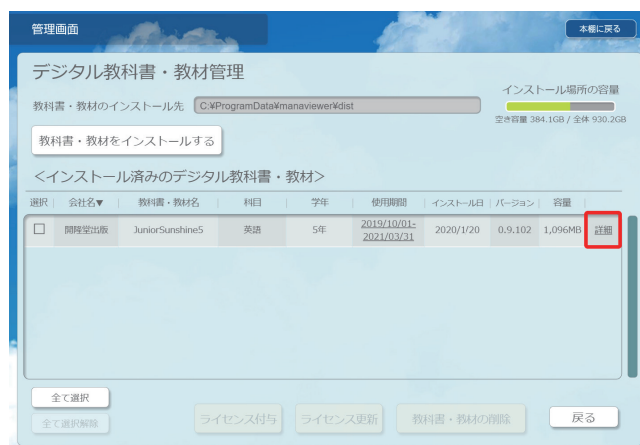 管理画面
本棚に戻る
デジタル教科書・教材管理
インストール場所の容量
教科書・教材のインストール先 C:¥ProgramData¥manaviewer¥dist
空き容量 384.1GB / 全体 930.2GB
教科書・教材をインストールする
＜インストール済みのデジタル教科書・教材＞
選択 会社名▼ 教科書・教材名 科目 学年 使用期間 インストール日 バージョン 容量
開隆堂出版 JuniorSunshine5 英語 5年 2019/10/01- 2020/1/20 0.9.102 1,096MB 詳細
2021/03/31
全て選択
全て選択解除 ライセンス付与 ライセンス更新 教科書・教材の削除 戻る